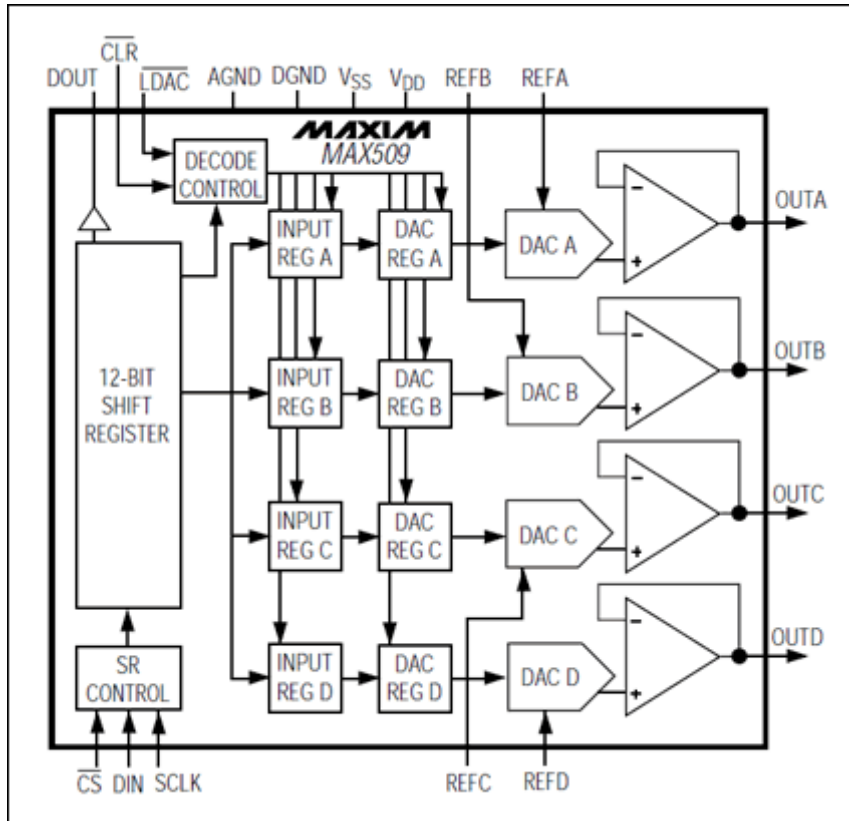 CLR
DOUT
LDAC
AGND
DGND
VSS
VDD
REFB
REFA
MAXIM
MAX509
DECODE
CONTROL
INPUT
REG A
DAC
REG A
DAC A
OUTA
12-BIT
SHIFT
REGISTER
INPUT
REG B
DAC
REG B
DAC B
OUTB
INPUT
REG C
DAC
REG C
DAC C
OUTC
SR
CONTROL
INPUT
REG D
DAC
REG D
DAC D
OUTD
CS
DIN
SCLK
REFC
REFD